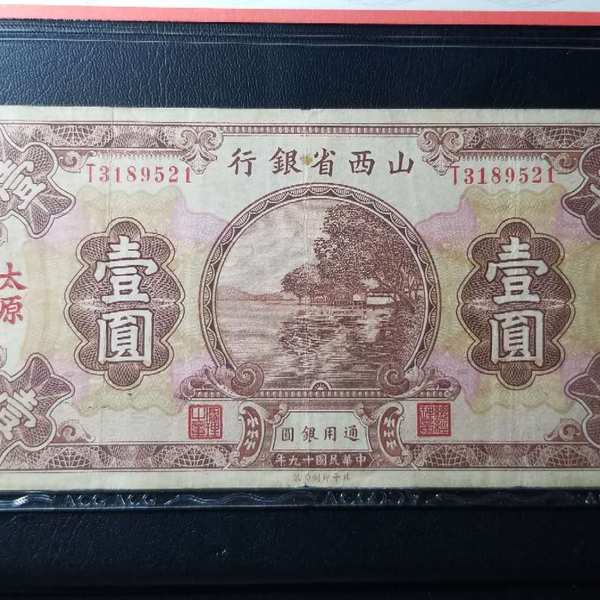 山西省銀行
T3189521
T3189521
壹圓
壹圓
壹
太原
通用銀圓
中華民國十九年